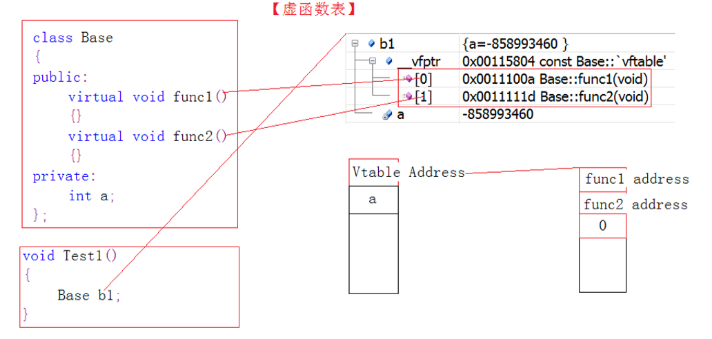 【虚函数表】
class Base
{
public:
virtual void func1()
{}
virtual void func2()
{}
private:
int a;
};
void Test1()
{
Base b1;
}
b1 {a=-858993460 }
__vfptr 0x00115804 const Base::`vftable'
[0] 0x0011100a Base::func1(void)
[1] 0x0011111d Base::func2(void)
a -858993460
Vtable Address
a
func1 address
func2 address
0